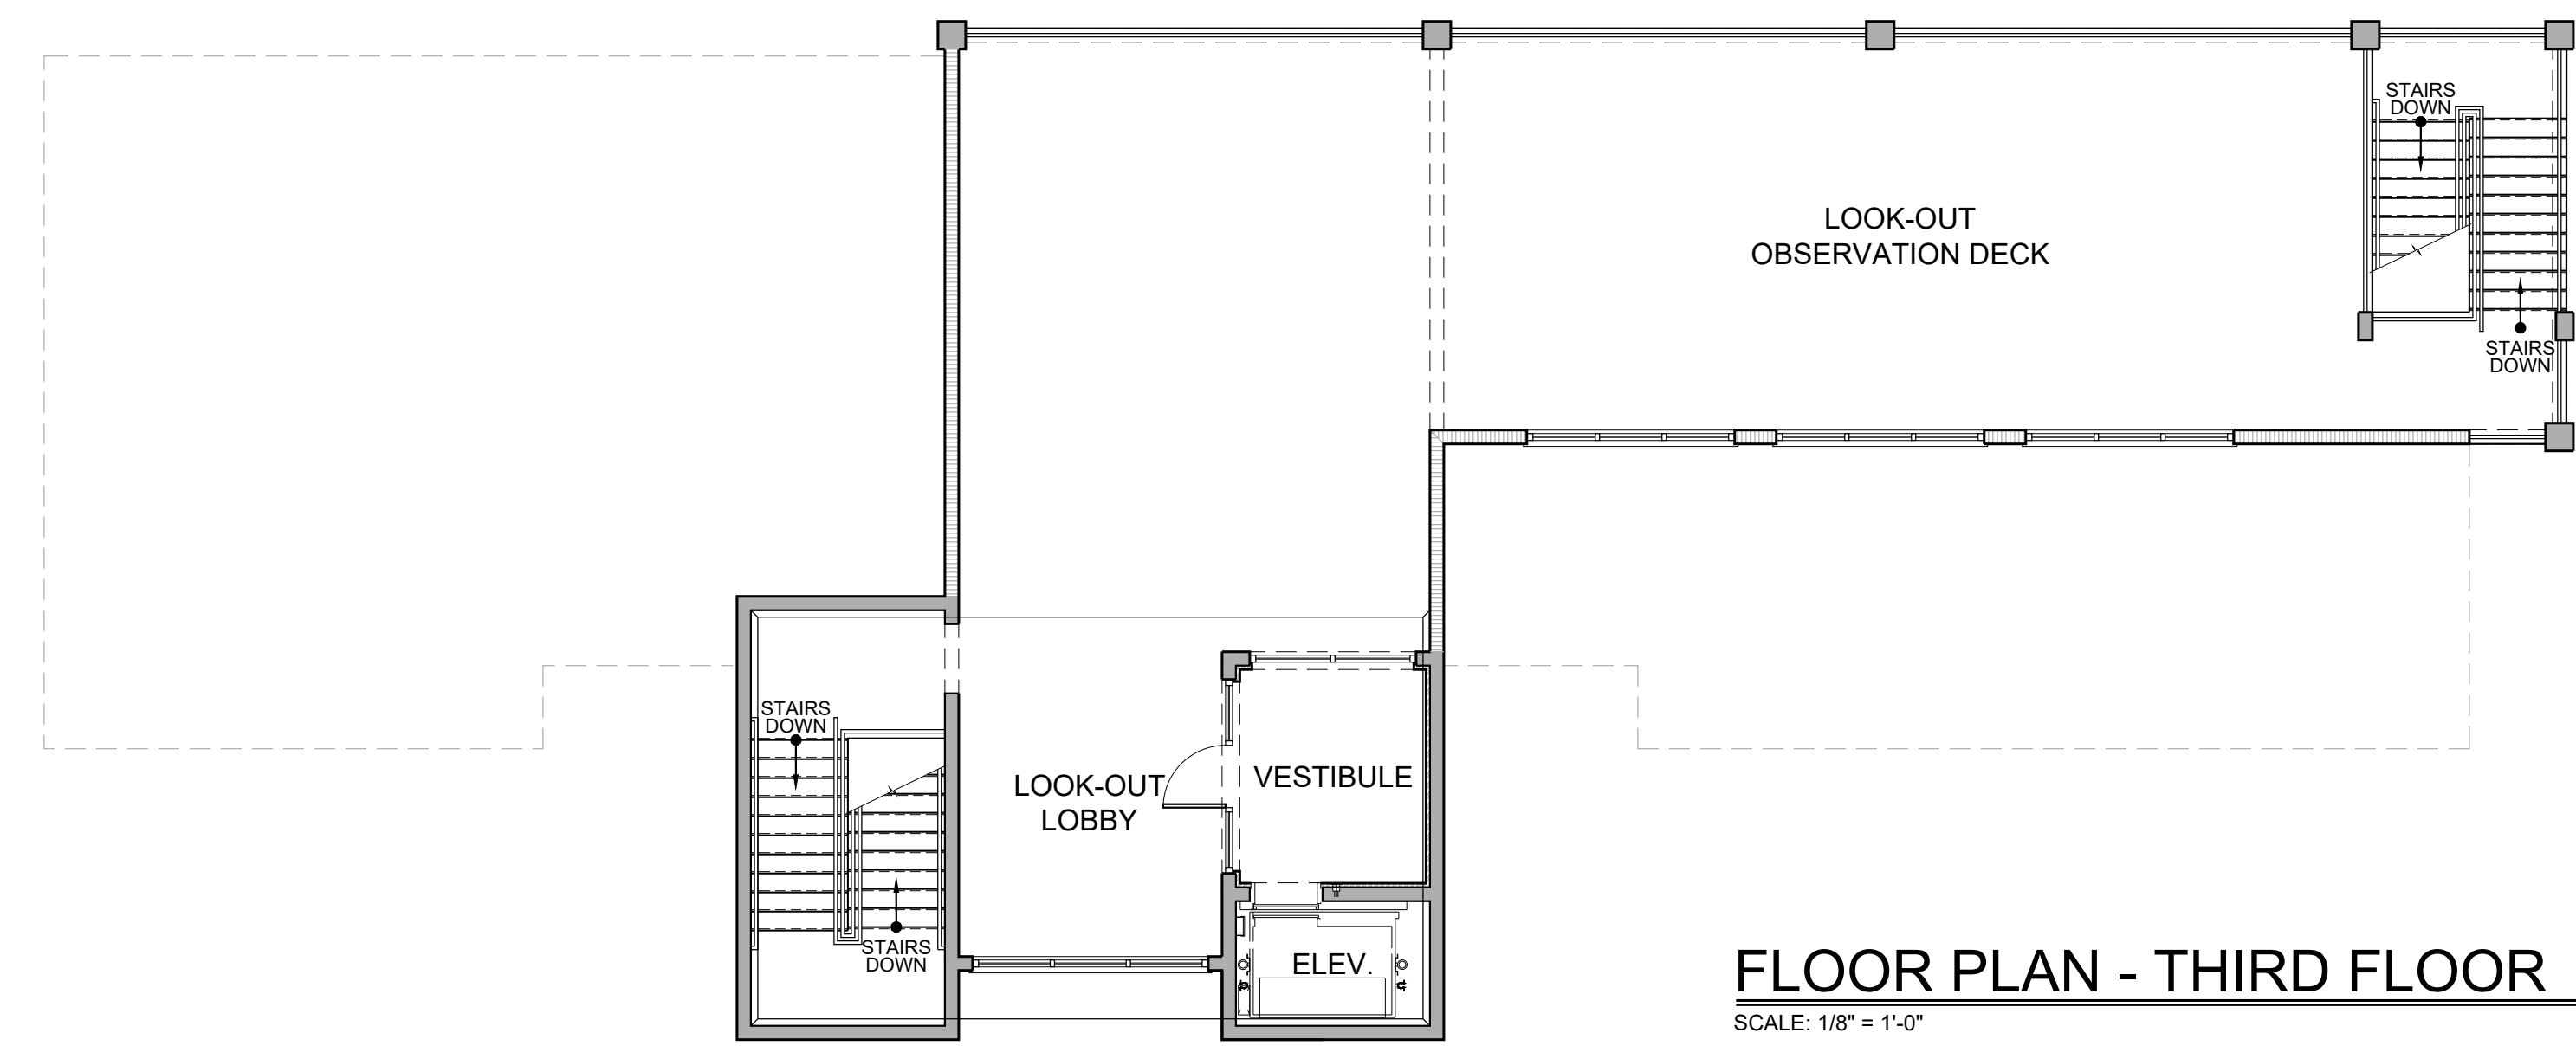 STAIRS
DOWN
LOOK-OUT
OBSERVATION DECK
STAIRS
DOWN
STAIRS
DOWN
LOOK-OUT
LOBBY
VESTIBULE
STAIRS
DOWN
ELEV.
FLOOR PLAN - THIRD FLOOR
SCALE: 1/8" = 1'-0"